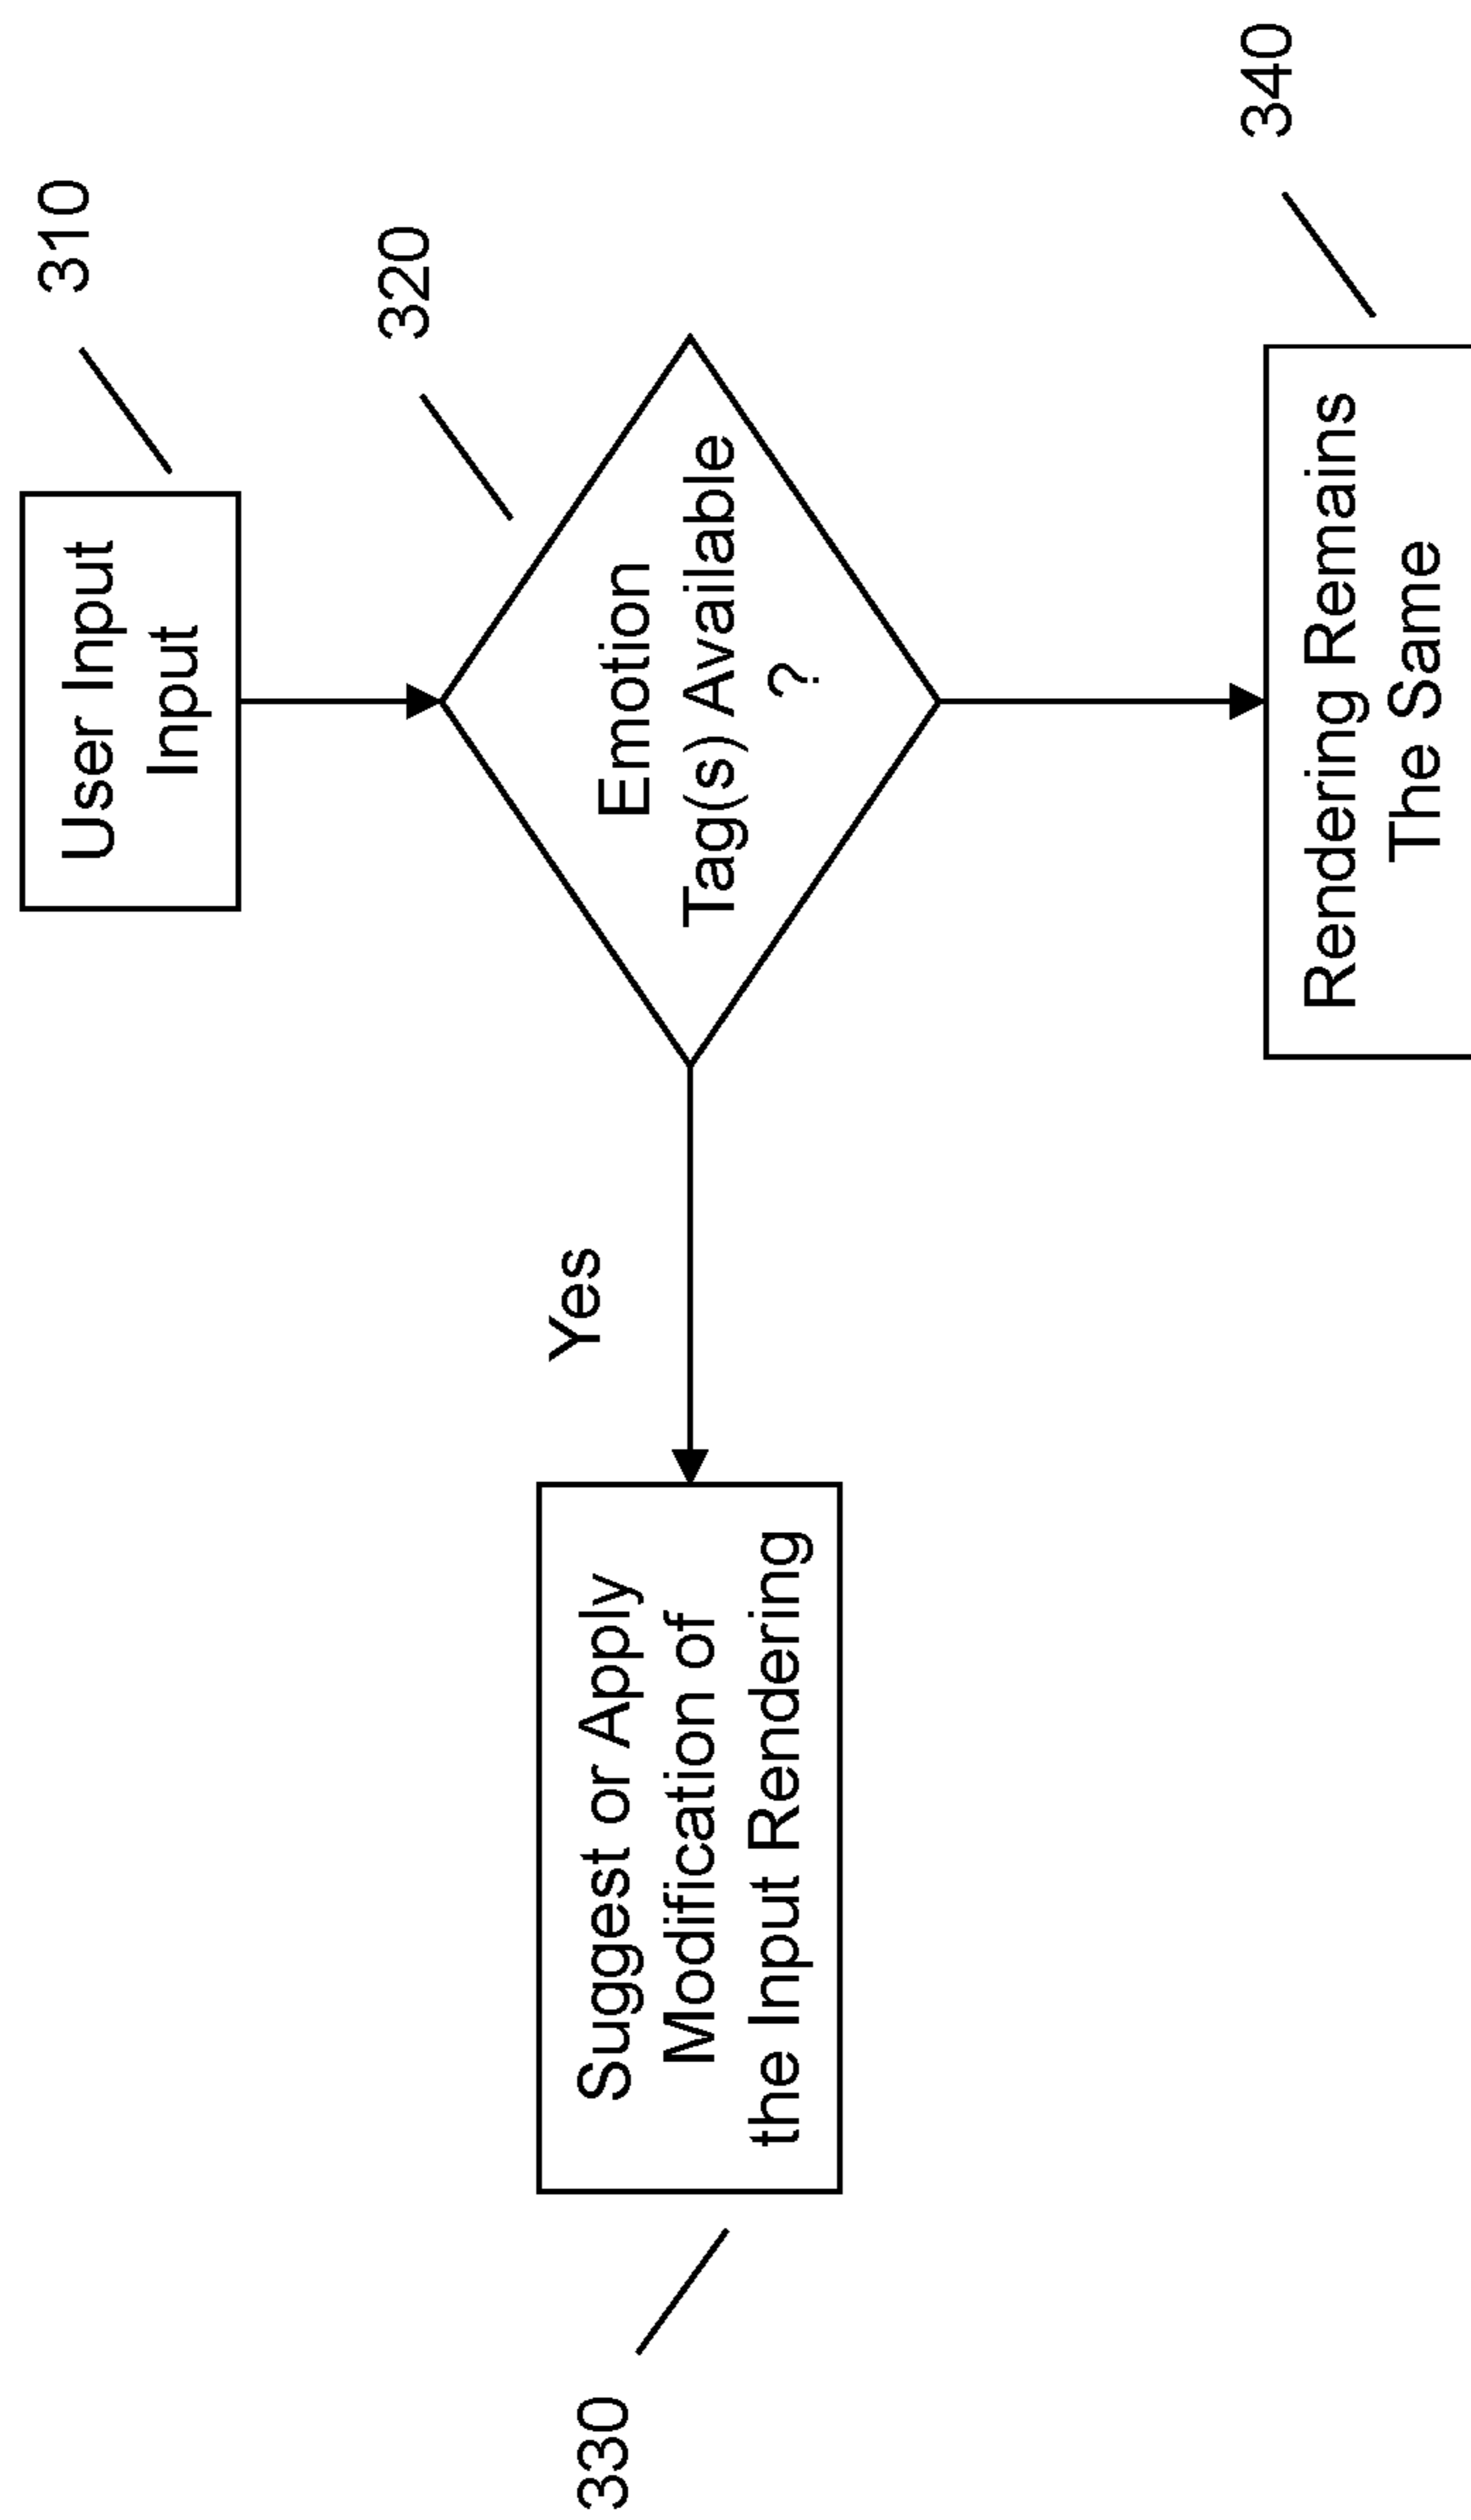 User Input
Input
310
320
Emotion
Tag(s) Available
?
Yes
330
Suggest or Apply
Modification of
the Input Rendering
Rendering Remains
The Same
340